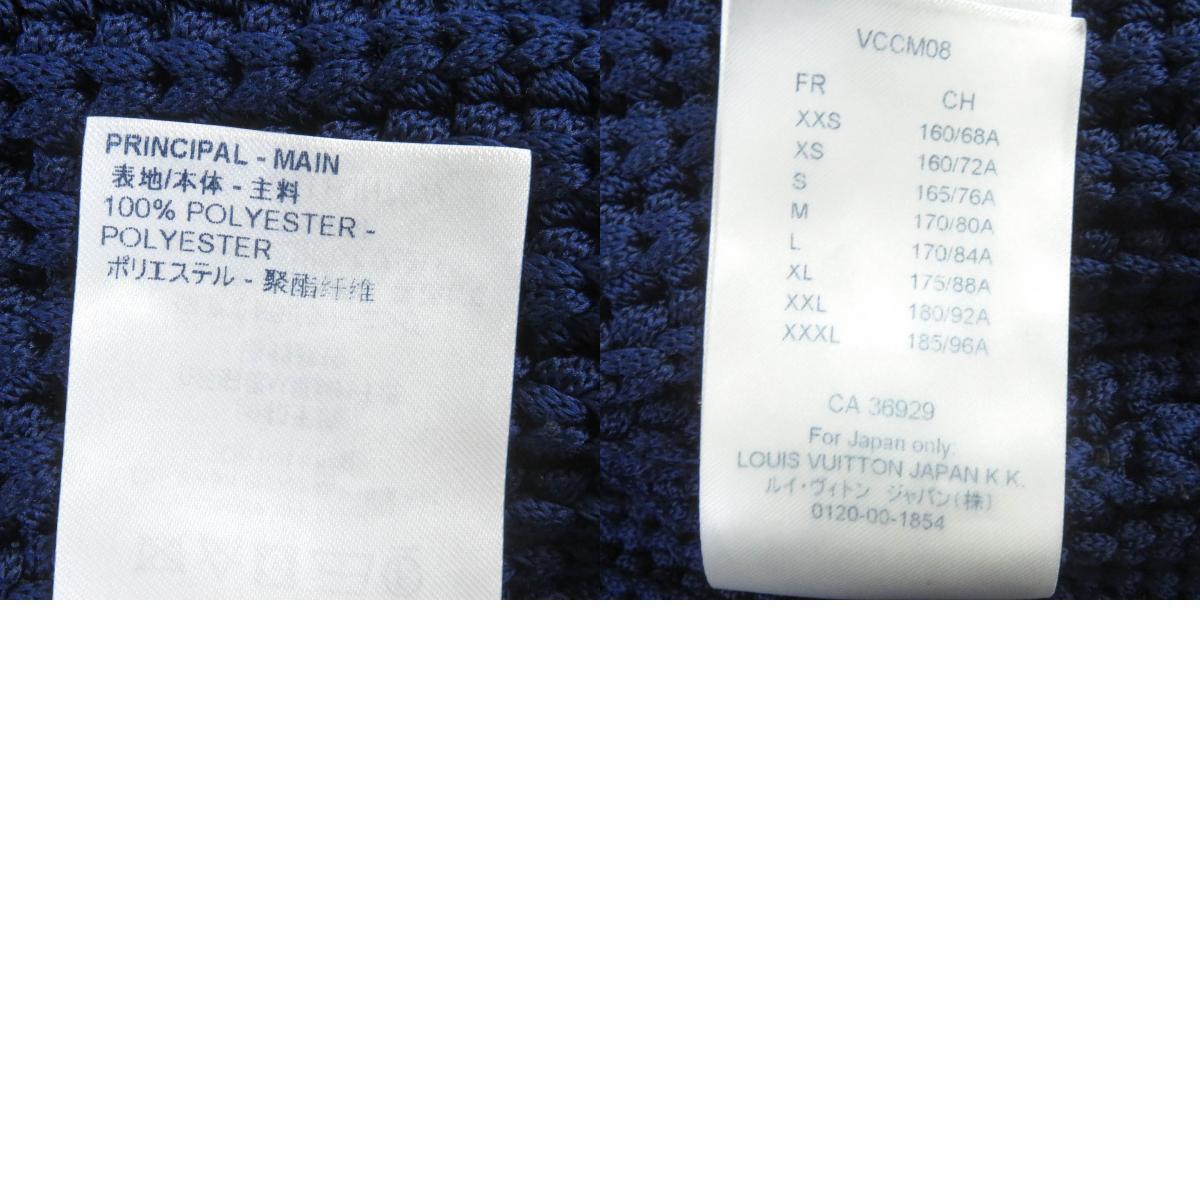 PRINCIPAL - MAIN
表地/本体 - 主料
100% POLYESTER -
POLYESTER
ポリエステル - 聚酯纤维
VCCM08
FR CH
XXS 160/68A
XS 160/72A
S 165/76A
M 170/80A
L 170/84A
XL 175/88A
XXL 180/92A
XXXL 185/96A
CA 36929
For Japan only:
LOUIS VUITTON JAPAN K K.
ルイ・ヴィトン ジャパン(株)
0120-00-1854